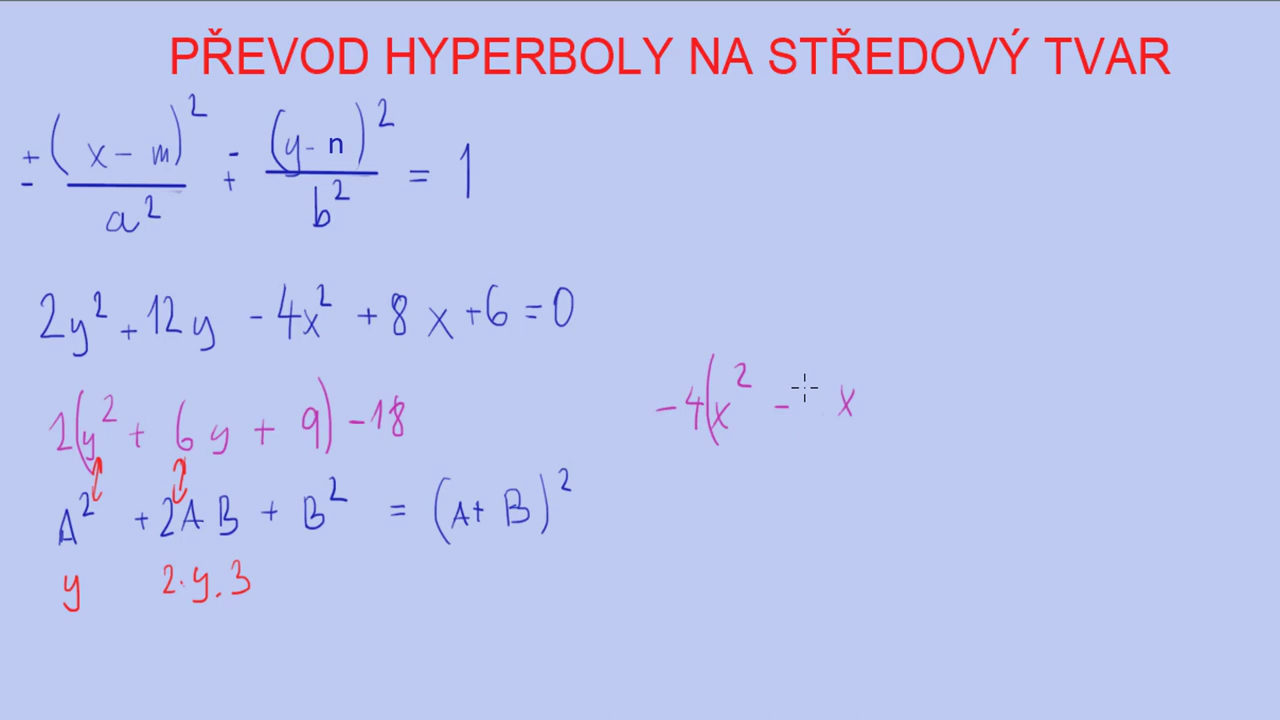 PŘEVOD HYPERBOLY NA STŘEDOVÝ TVAR
± (x - m)² / a² ∓ (y - n)² / b² = 1
2y² + 12y - 4x² + 8x + 6 = 0
2(y² + 6y + 9) - 18 -4(x² - x
A² + 2AB + B² = (A + B)²
y 2·y.3